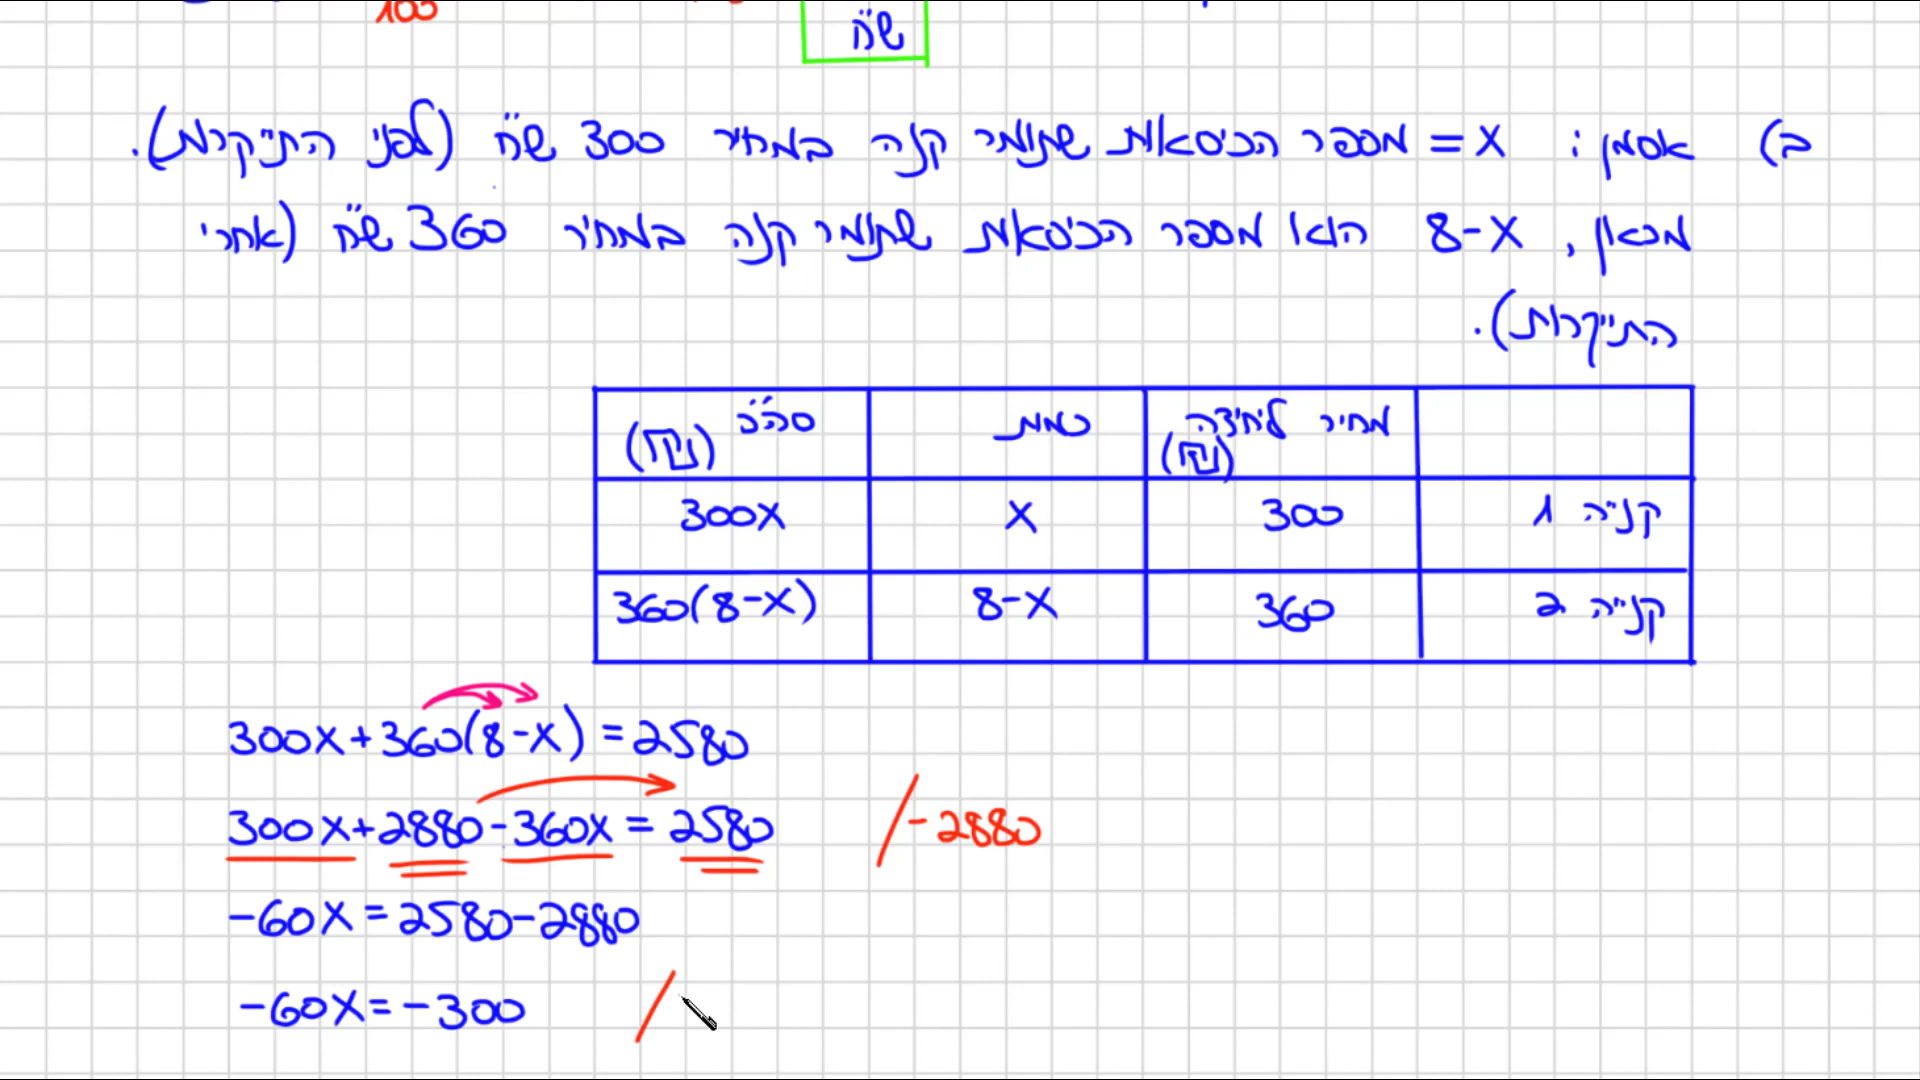 100
ש"ח
ב) אסמן: X = מספר הכיסאות שתומר קנה במחיר 300 ש"ח (לפני התייקרות).
מכאן, 8-X הוא מספר הכיסאות שתומר קנה במחיר 360 ש"ח (אחרי
התייקרות).
מחיר ליחידה (₪) כמות סה"כ (₪)
קנייה 1 300 X 300X
קנייה 2 360 8-X 360(8-X)
300X+360(8-X)=2580
300X+2880-360X=2580 /-2880
-60X=2580-2880
-60X=-300 /